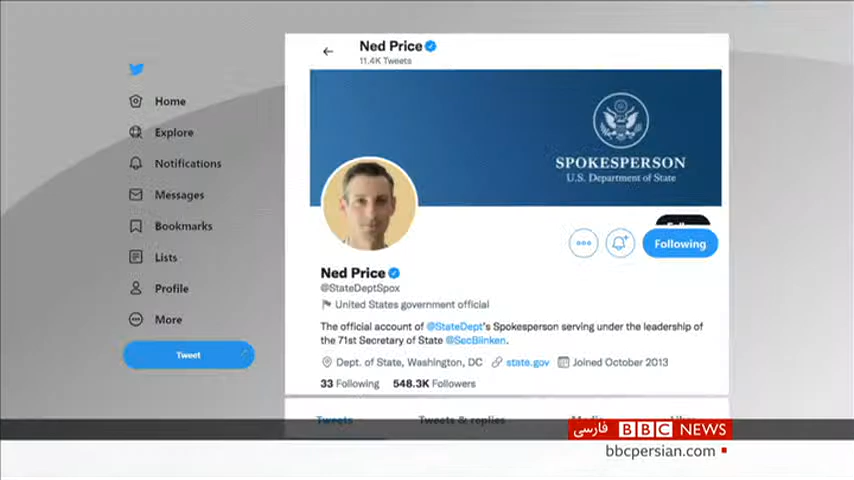 Ned Price
11.4K Tweets
Home
Explore
Notifications
Messages
Bookmarks
Lists
Profile
More
Tweet
SPOKESPERSON
U.S. Department of State
Following
Ned Price
@StateDeptSpox
United States government official
The official account of @StateDept's Spokesperson serving under the leadership of
the 71st Secretary of State @SecBlinken.
Dept. of State, Washington, DC state.gov Joined October 2013
33 Following 548.3K Followers
Tweets Tweets & replies
فارسی BBC NEWS
bbcpersian.com